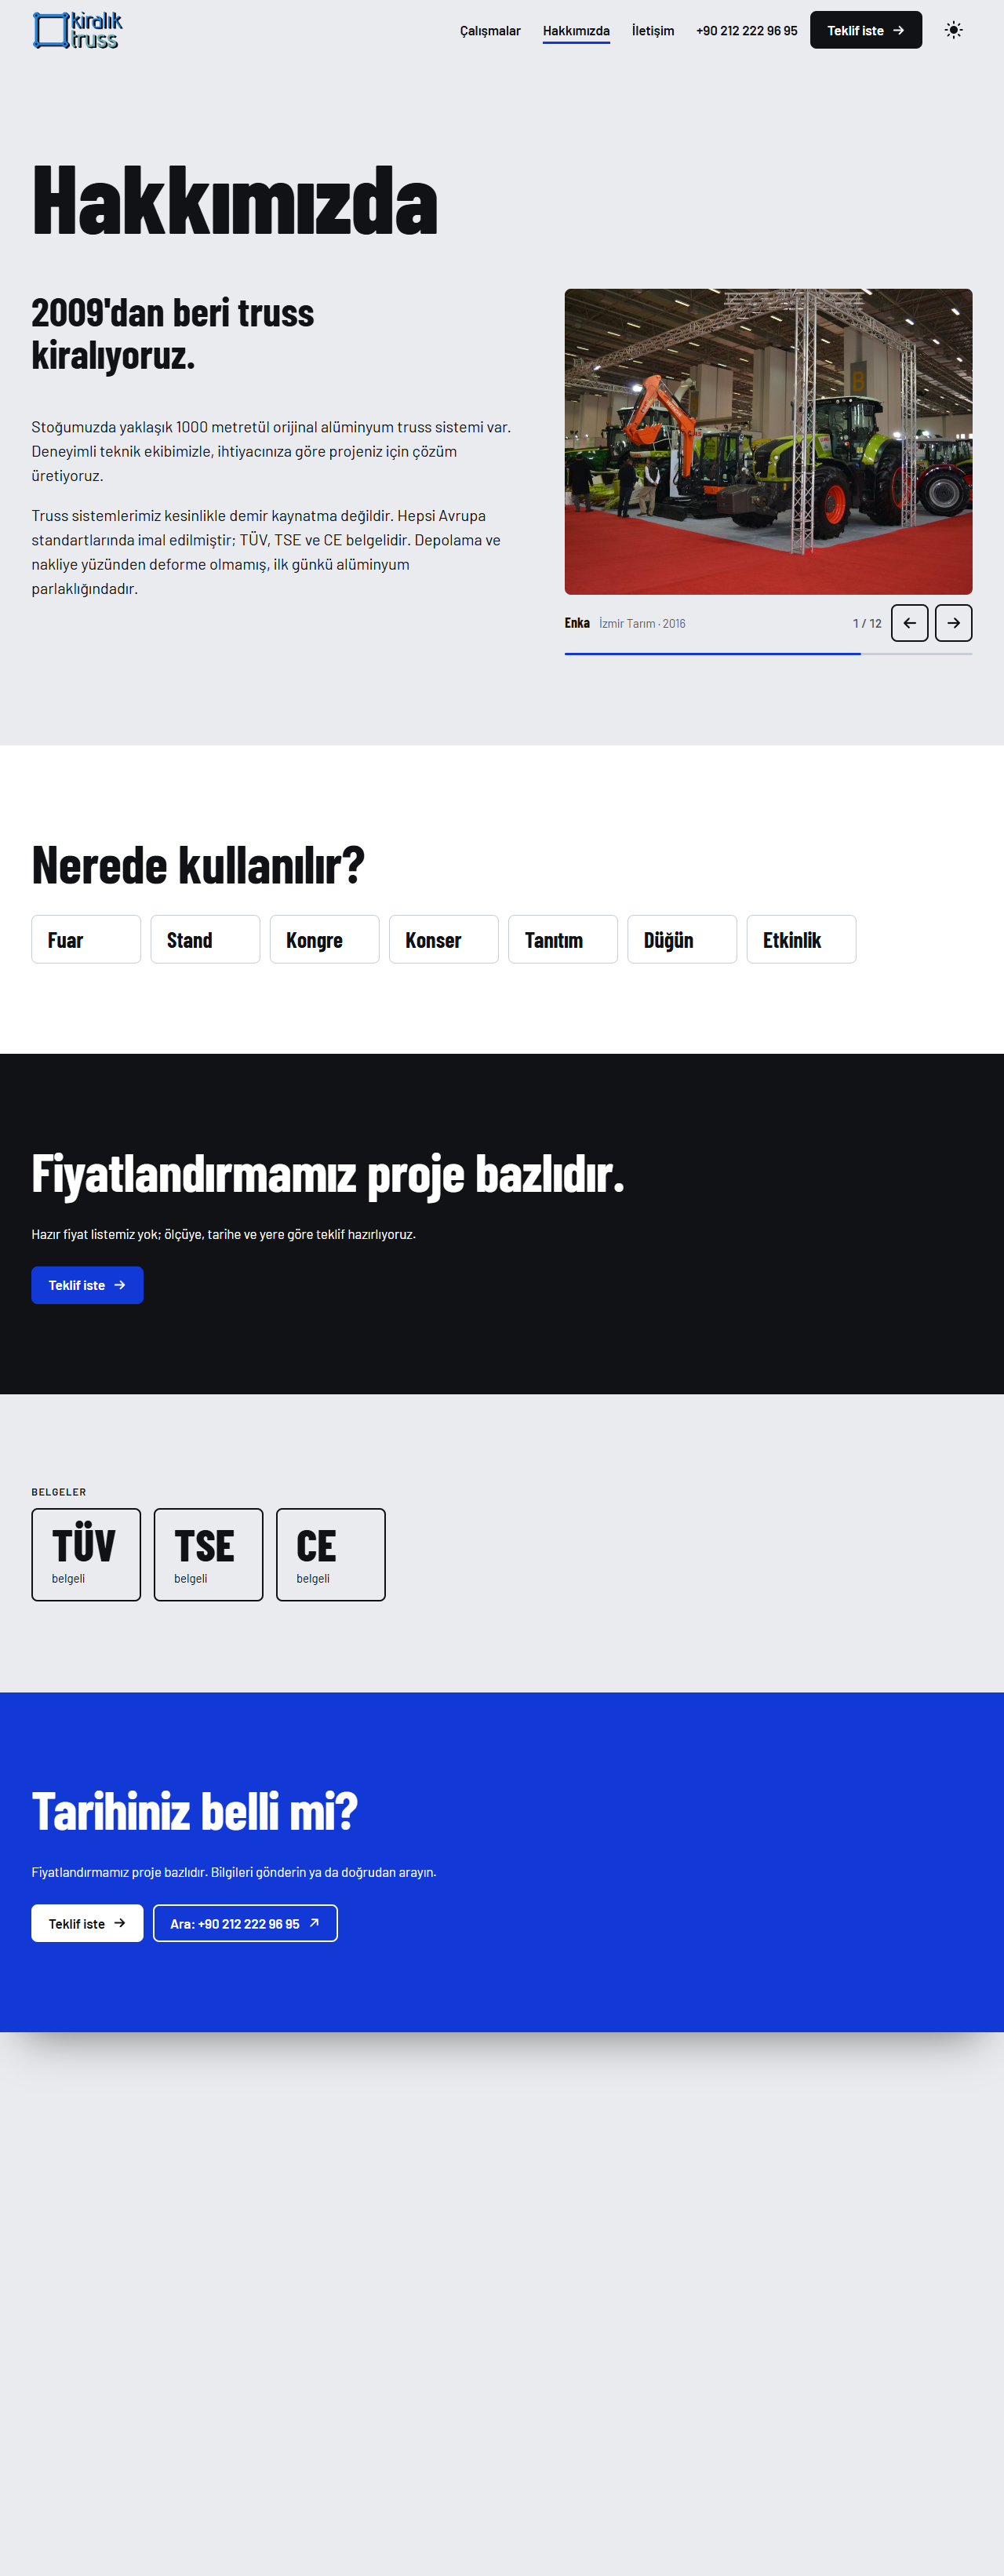 kiralık
truss
Çalışmalar Hakkımızda İletişim +90 212 222 96 95 Teklif iste →
Hakkımızda
2009'dan beri truss
kiralıyoruz.
Stoğumuzda yaklaşık 1000 metretül orijinal alüminyum truss sistemi var.
Deneyimli teknik ekibimizle, ihtiyacınıza göre projeniz için çözüm
üretiyoruz.
Truss sistemlerimiz kesinlikle demir kaynatma değildir. Hepsi Avrupa
standartlarında imal edilmiştir; TÜV, TSE ve CE belgelidir. Depolama ve
nakliye yüzünden deforme olmamış, ilk günkü alüminyum
parlaklığındadır.
B
Enka İzmir Tarım · 2016 1 / 12 ← →
Nerede kullanılır?
Fuar Stand Kongre Konser Tanıtım Düğün Etkinlik
Fiyatlandırmamız proje bazlıdır.
Hazır fiyat listemiz yok; ölçüye, tarihe ve yere göre teklif hazırlıyoruz.
Teklif iste →
BELGELER
TÜV TSE CE
belgeli belgeli belgeli
Tarihiniz belli mi?
Fiyatlandırmamız proje bazlıdır. Bilgileri gönderin ya da doğrudan arayın.
Teklif iste → Ara: +90 212 222 96 95 ↗